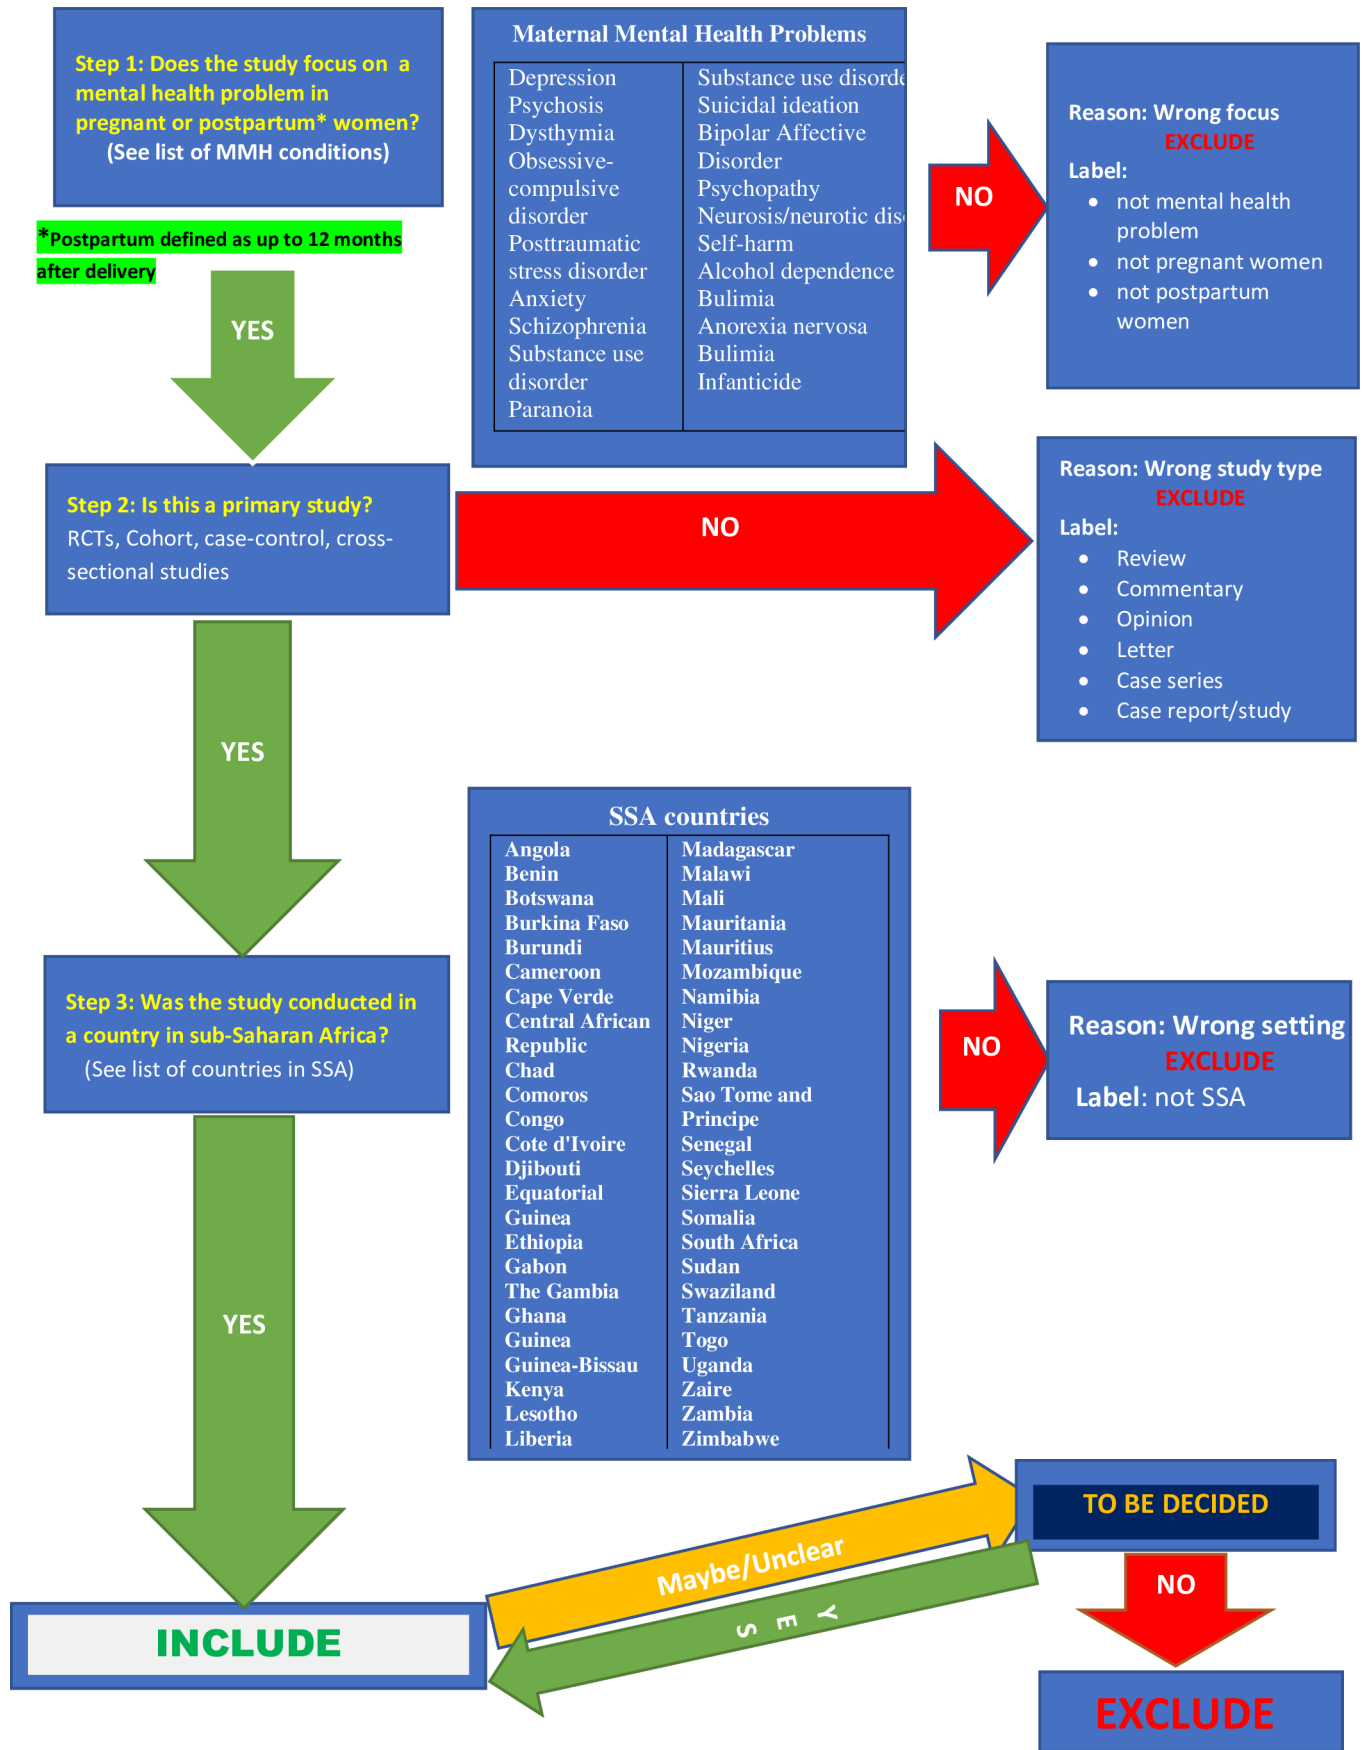 Step 1: Does the study focus on a
mental health problem in
pregnant or postpartum* women?
(See list of MMH conditions)
*Postpartum defined as up to 12 months
after delivery
YES
Maternal Mental Health Problems
Depression
Psychosis
Dysthymia
Obsessive-
compulsive
disorder
Posttraumatic
stress disorder
Anxiety
Schizophrenia
Substance use
disorder
Paranoia
Substance use
Suicidal ideation
Bipolar Affective
Disorder
Psychopathy
Neurosis/neurotic
Self-harm
Alcohol dependence
Bulimia
Anorexia nervosa
Bulimia
Infanticide
NO
Reason: Wrong focus
EXCLUDE
Label:
• not mental health
problem
• not pregnant women
• not postpartum
women
Step 2: Is this a primary study?
RCTs, Cohort, case-control, cross-
sectional studies
NO
Reason: Wrong study type
EXCLUDE
Label:
• Review
• Commentary
• Opinion
• Letter
• Case series
• Case report/study
YES
Step 3: Was the study conducted in
a country in sub-Saharan Africa?
(See list of countries in SSA)
SSA countries
Angola
Benin
Botswana
Burkina Faso
Burundi
Cameroon
Cape Verde
Central African
Republic
Chad
Comoros
Congo
Cote d'Ivoire
Djibouti
Equatorial
Guinea
Ethiopia
Gabon
The Gambia
Ghana
Guinea
Guinea-Bissau
Kenya
Lesotho
Liberia
Madagascar
Malawi
Mali
Mauritania
Mauritius
Mozambique
Namibia
Niger
Nigeria
Rwanda
Sao Tome and
Principe
Senegal
Seychelles
Sierra Leone
Somalia
South Africa
Sudan
Swaziland
Tanzania
Togo
Uganda
Zaire
Zambia
Zimbabwe
NO
Reason: Wrong setting
EXCLUDE
Label: not SSA
YES
INCLUDE
Maybe/Unclear
YES
TO BE DECIDED
NO
EXCLUDE